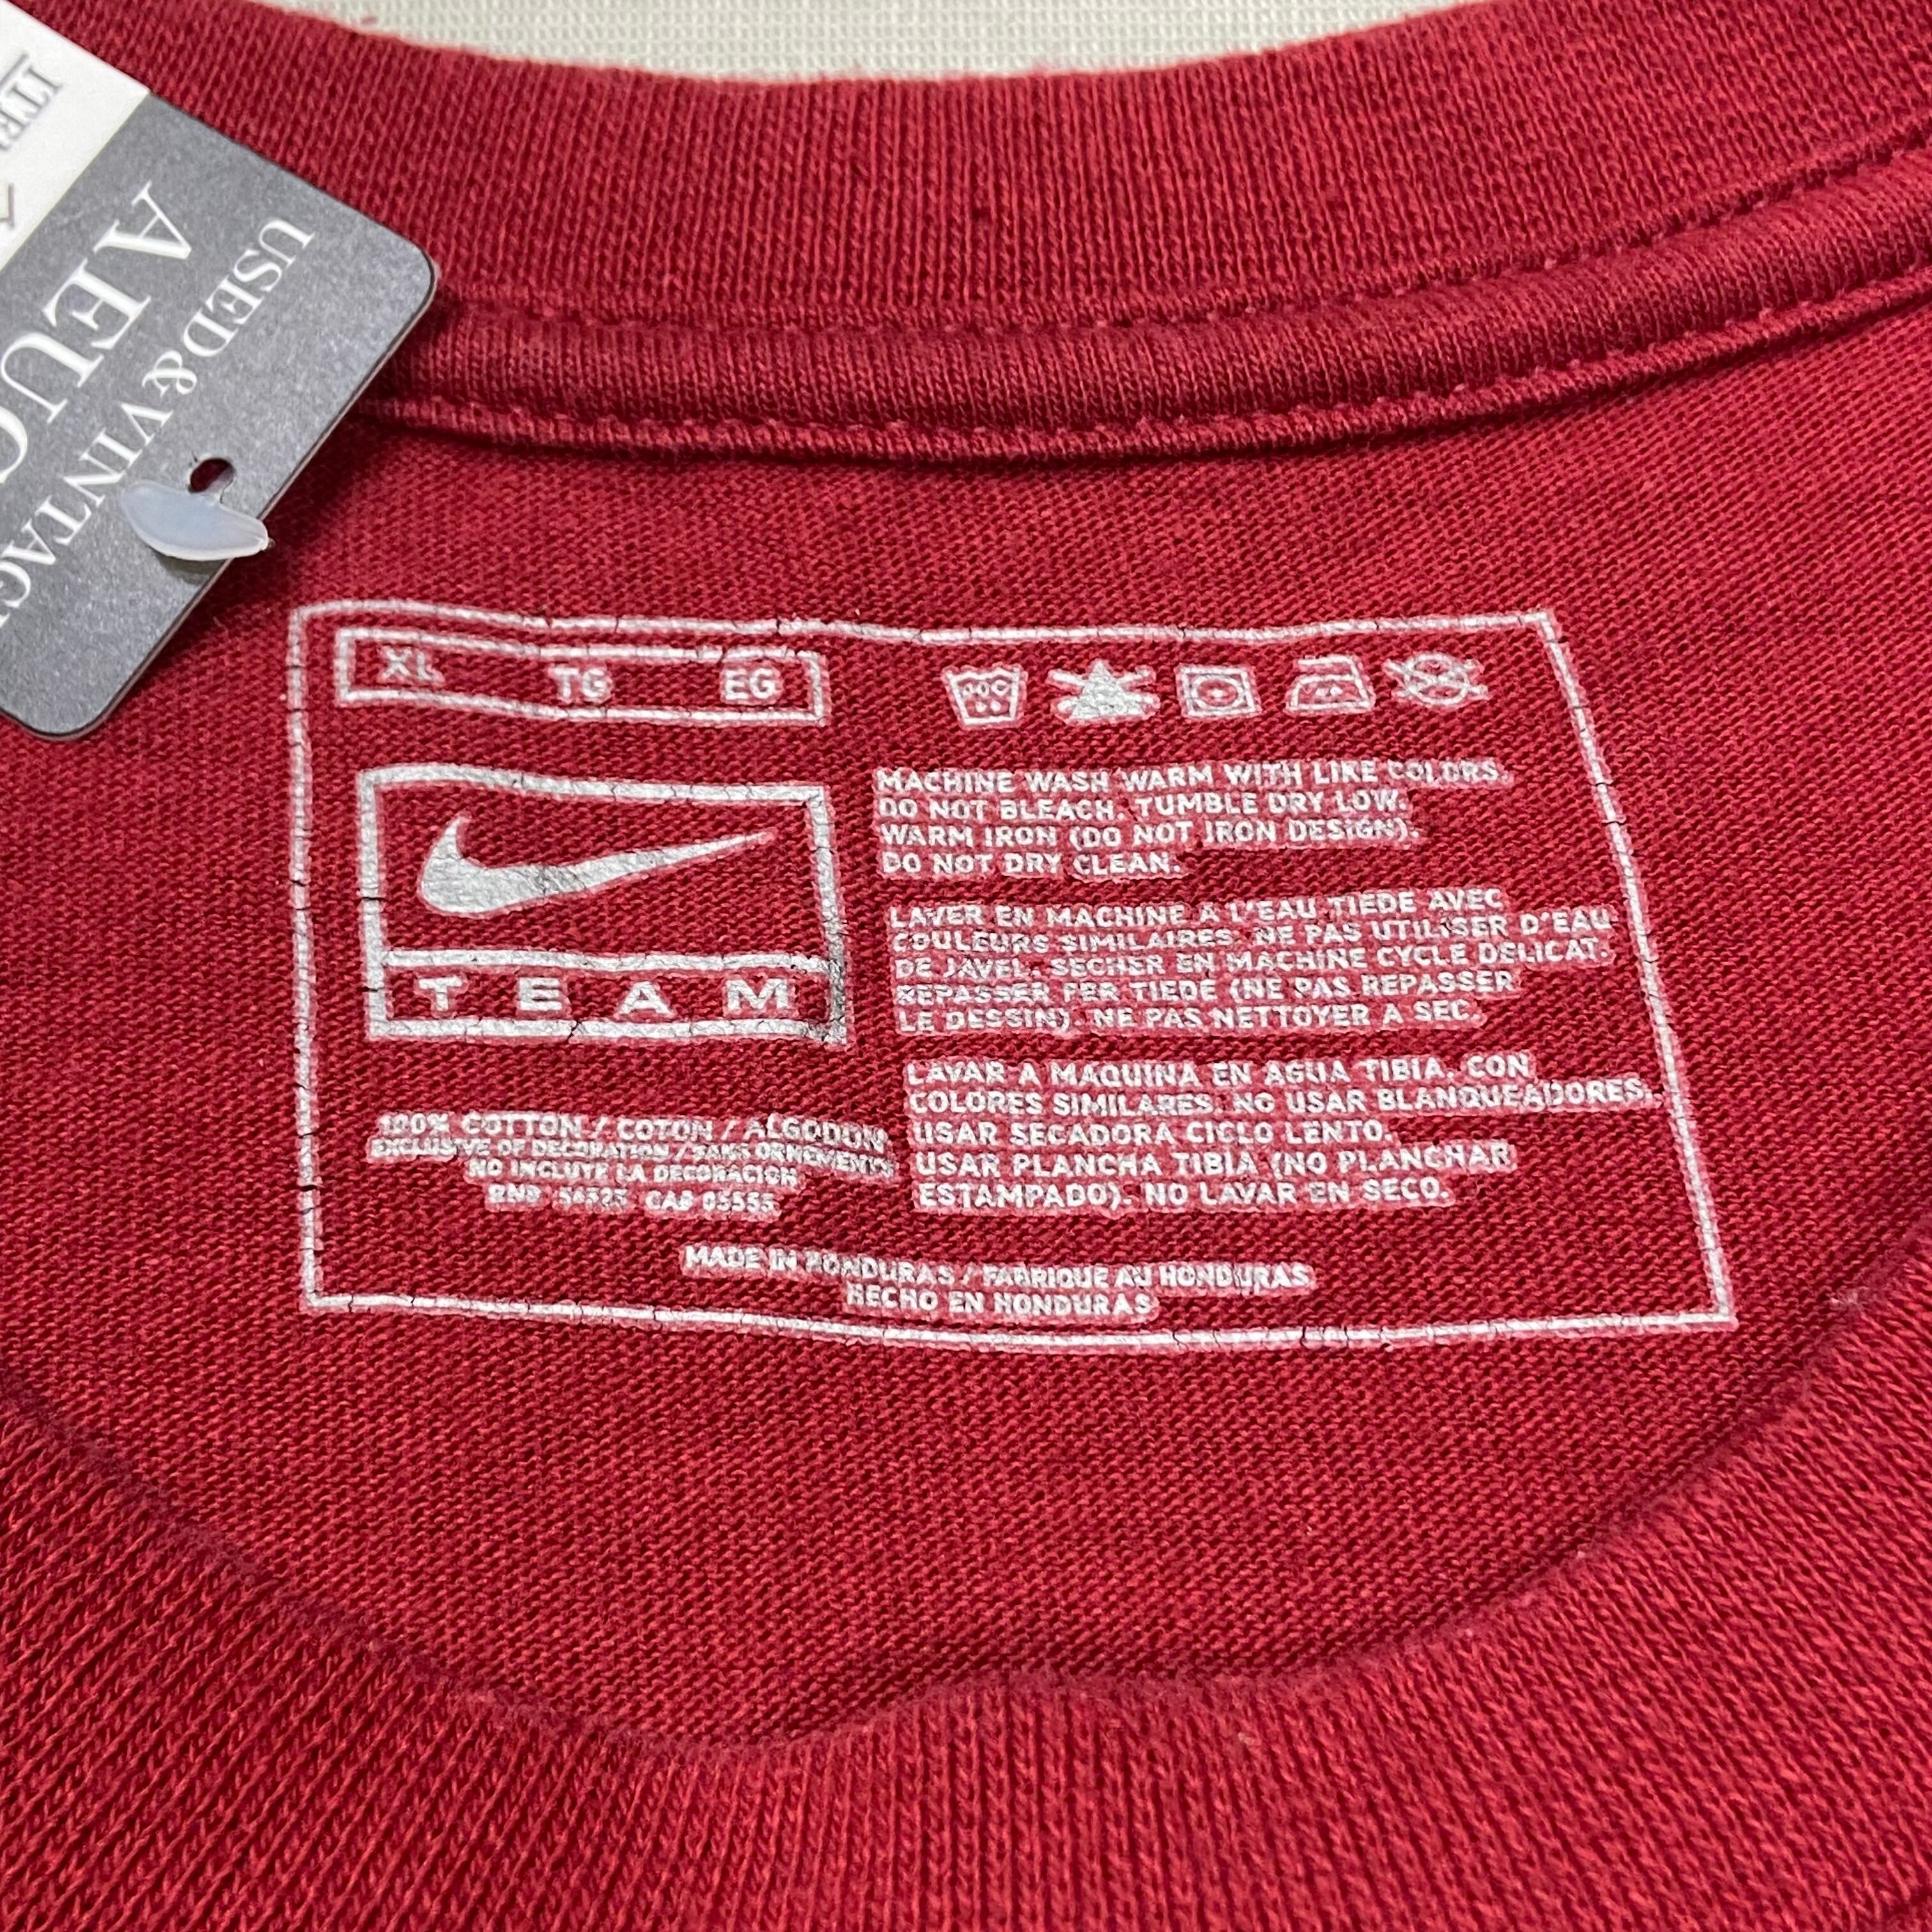 USED & VINTAG
AEUC
XL TG EG
TEAM
100% COTTON / COTON / ALGODON
EXCLUSIVE OF DECORATION / SANS ORNEMENTS
NO INCLUYE LA DECORACION
CA# 05555
MACHINE WASH WARM WITH LIKE COLORS.
DO NOT BLEACH. TUMBLE DRY LOW.
WARM IRON (DO NOT IRON DESIGN).
DO NOT DRY CLEAN.
LAVER EN MACHINE A L'EAU TIEDE AVEC
COULEURS SIMILAIRES. NE PAS UTILISER D'EAU
DE JAVEL. SECHER EN MACHINE CYCLE DELICAT.
REPASSER FER TIEDE (NE PAS REPASSER
LE DESSIN). NE PAS NETTOYER A SEC.
LAVAR A MAQUINA EN AGUA TIBIA. CON
COLORES SIMILARES. NO USAR BLANQUEADORES.
USAR SECADORA CICLO LENTO.
USAR PLANCHA TIBIA (NO PLANCHAR
ESTAMPADO). NO LAVAR EN SECO.
MADE IN HONDURAS / FABRIQUE AU HONDURAS
HECHO EN HONDURAS